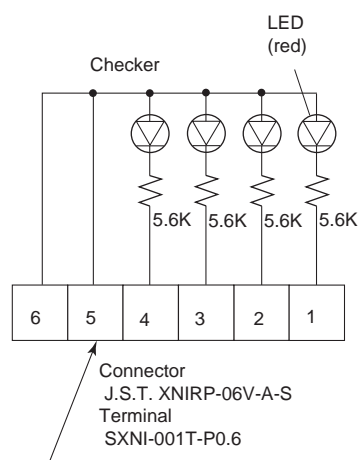 LED
(red)
Checker
5.6K 5.6K 5.6K 5.6K
6 5 4 3 2 1
Connector
J.S.T. XNIRP-06V-A-S
Terminal
SXNI-001T-P0.6